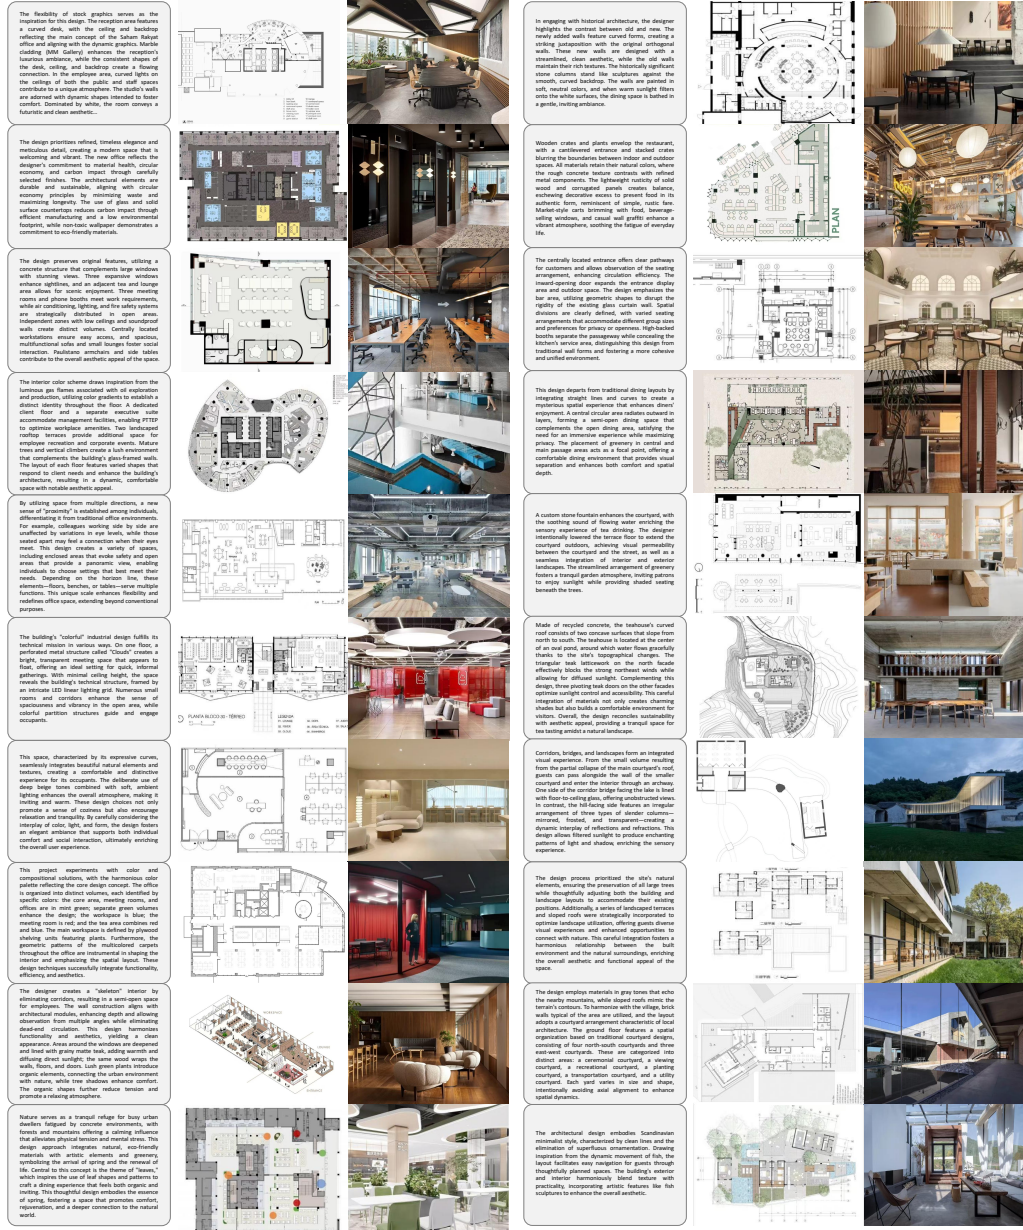 The flexibility of stock graphics serves as the
inspiration for this design. The reception area features
a curved desk, with the ceiling and backdrop
reflecting the main concept of the Saham Rakyat
office and aligning with the dynamic graphics. Marble
cladding (MM Gallery) enhances the reception's
luxurious ambiance, while the consistent shapes of
the desk, ceiling, and backdrop create a flowing
connection. In the employee area, curved lights on
the ceilings of both the public and staff spaces
contribute to a unique atmosphere. The studio's walls
are adorned with dynamic shapes intended to foster
comfort. Dominated by white, the room conveys a
futuristic and clean aesthetic...
The design prioritizes refined, timeless elegance and
meticulous detail, creating a modern space that is
welcoming and vibrant. The new office reflects the
designer's commitment to material health, circular
economy, and carbon impact through carefully
selected finishes. The architectural elements are
durable and sustainable, aligning with circular
economy principles by minimizing waste and
maximizing longevity. The use of glass and solid
surface countertops reduces carbon impact through
efficient manufacturing and a low environmental
footprint, while non-toxic wallpaper demonstrates a
commitment to eco-friendly materials.
The design preserves original features, utilizing a
concrete structure that complements large windows
with stunning views. Three expansive windows
enhance sightlines, and an adjacent tea and lounge
area allows for scenic enjoyment. Three meeting
rooms and phone booths meet work requirements,
while air conditioning, lighting, and fire safety systems
are strategically distributed in open areas.
Independent zones with low ceilings and soundproof
walls create distinct volumes. Centrally located
workstations ensure easy access, and spacious,
multifunctional sofas and small lounges foster social
interaction. Paulistano armchairs and side tables
contribute to the overall aesthetic appeal of the space.
The interior color scheme draws inspiration from the
luminous gas flames associated with oil exploration
and production, utilizing color gradients to establish a
distinct identity throughout the floor. A dedicated
client floor and a separate executive suite
accommodate management facilities, enabling PTTEP
to optimize workplace amenities. Two landscaped
rooftop terraces provide additional space for
employee recreation and corporate events. Mature
trees and vertical climbers create a lush environment
that complements the building's glass-framed walls.
The layout of each floor features varied shapes that
respond to client needs and enhance the building's
architecture, resulting in a dynamic, comfortable
space with notable aesthetic appeal.
By utilizing space from multiple directions, a new
sense of "proximity" is established among individuals,
differentiating it from traditional office environments.
For example, colleagues working side by side are
unaffected by variations in eye levels, while those
seated apart may feel a connection when their eyes
meet. This design creates a variety of spaces,
including enclosed areas that evoke safety and open
areas that provide a panoramic view, enabling
individuals to choose settings that best meet their
needs. Depending on the horizon line, these
elements—floors, benches, or tables—serve multiple
functions. This unique scale enhances flexibility and
redefines office space, extending beyond conventional
purposes.
The building's "colorful" industrial design fulfills its
technical mission in various ways. On one floor, a
perforated metal structure called "Clouds" creates a
bright, transparent meeting space that appears to
float, offering an ideal setting for quick, informal
gatherings. With minimal ceiling height, the space
reveals the building's technical structure, framed by
an intricate LED linear lighting grid. Numerous small
rooms and corridors enhance the sense of
spaciousness and vibrancy in the open area, while
colorful partition structures guide and engage
occupants.
PLANTA BLOCO 30 - TÉRREO
LEGENDA
This space, characterized by its expressive curves,
seamlessly integrates beautiful natural elements and
textures, creating a comfortable and distinctive
experience for its occupants. The deliberate use of
deep beige tones combined with soft, ambient
lighting enhances the overall atmosphere, making it
inviting and warm. These design choices not only
promote a sense of coziness but also encourage
relaxation and tranquility. By carefully considering the
interplay of color, light, and form, the design fosters
an elegant ambiance that supports both individual
comfort and social interaction, ultimately enriching
the overall user experience.
This project experiments with color and
compositional solutions, with the harmonious color
palette reflecting the core design concept. The office
is organized into distinct volumes, each identified by
specific colors: the core area, meeting rooms, and
offices are in mint green; separate green volumes
enhance the design; the workspace is blue; the
meeting room is red; and the tea area combines red
and blue. The main workspace is defined by plywood
shelving units featuring plants. Furthermore, the
geometric patterns of the multicolored carpets
throughout the office are instrumental in shaping the
interior and emphasizing the spatial layout. These
design techniques successfully integrate functionality,
efficiency, and aesthetics.
The designer creates a "skeleton" interior by
eliminating corridors, resulting in a semi-open space
for employees. The wall construction aligns with
architectural modules, enhancing depth and allowing
observation from multiple angles while eliminating
dead-end circulation. This design harmonizes
functionality and aesthetics, yielding a clean
appearance. Areas around the windows are deepened
and lined with grainy matte teak, adding warmth and
diffusing direct sunlight; the same wood wraps the
walls, floors, and doors. Lush green plants introduce
organic elements, connecting the urban environment
with nature, while tree shadows enhance comfort.
The organic shapes further reduce tension and
promote a relaxing atmosphere.
Nature serves as a tranquil refuge for busy urban
dwellers fatigued by concrete environments, with
forests and mountains offering a calming influence
that alleviates physical tension and mental stress. This
design approach integrates natural, eco-friendly
materials with artistic elements and greenery,
symbolizing the arrival of spring and the renewal of
life. Central to this concept is the theme of "leaves,"
which inspires the use of leaf shapes and patterns to
craft a dining experience that feels both organic and
inviting. This thoughtful design embodies the essence
of spring, fostering a space that promotes comfort,
rejuvenation, and a deeper connection to the natural
world.
In engaging with historical architecture, the designer
highlights the contrast between old and new. The
newly added walls feature curved forms, creating a
striking juxtaposition with the original orthogonal
walls. These new walls are designed with a
streamlined, clean aesthetic, while the old walls
maintain their rich textures. The historically significant
stone columns stand like sculptures against the
smooth, curved backdrop. The walls are painted in
soft, neutral colors, and when warm sunlight filters
onto the white surfaces, the dining space is bathed in
a gentle, inviting ambiance.
Wooden crates and plants envelop the restaurant,
with a cantilevered entrance and stacked crates
blurring the boundaries between indoor and outdoor
spaces. All materials retain their natural colors, where
the rough concrete texture contrasts with refined
metal components. The lightweight rusticity of solid
wood and corrugated panels creates balance,
eschewing decorative excess to present food in its
authentic form, reminiscent of simple, rustic fare.
Market-style carts brimming with food, beverage-
selling windows, and casual wall graffiti enhance a
vibrant atmosphere, soothing the fatigue of everyday
life.
PLAN
The centrally located entrance offers clear pathways
for customers and allows observation of the seating
arrangement, enhancing circulation efficiency. The
inward-opening door expands the entrance display
area and outdoor space. The design emphasizes the
bar area, utilizing geometric shapes to disrupt the
rigidity of the existing glass curtain wall. Spatial
divisions are clearly defined, with varied seating
arrangements that accommodate different group sizes
and preferences for privacy or openness. High-backed
booths separate the passageway while concealing the
kitchen's service area, distinguishing this design from
traditional wall forms and fostering a more cohesive
and unified environment.
This design departs from traditional dining layouts by
integrating straight lines and curves to create a
mysterious spatial experience that enhances diners'
enjoyment. A central circular area radiates outward in
layers, forming a semi-open dining space that
complements the open dining area, satisfying the
need for an immersive experience while maximizing
privacy. The placement of greenery in central and
main passage areas acts as a focal point, offering a
comfortable dining environment that provides visual
separation and enhances both comfort and spatial
depth.
A custom stone fountain enhances the courtyard, with
the soothing sound of flowing water enriching the
sensory experience of tea drinking. The designer
intentionally lowered the terrace floor to extend the
courtyard outdoors, achieving visual permeability
between the courtyard and the street, as well as a
seamless integration of interior and exterior
landscapes. The streamlined arrangement of greenery
fosters a tranquil garden atmosphere, inviting patrons
to enjoy sunlight while providing shaded seating
beneath the trees.
Made of recycled concrete, the teahouse's curved
roof consists of two concave surfaces that slope from
north to south. The teahouse is located at the center
of an oval pond, around which water flows gracefully
thanks to the site's topographical changes. The
triangular teak latticework on the north facade
effectively blocks the strong northeast winds while
allowing for diffused sunlight. Complementing this
design, three pivoting teak doors on the other facades
optimize sunlight control and accessibility. This careful
integration of materials not only creates charming
shades but also builds a comfortable environment for
visitors. Overall, the design reconciles sustainability
with aesthetic appeal, providing a tranquil space for
tea tasting amidst a natural landscape.
Corridors, bridges, and landscapes form an integrated
visual experience. From the small volume resulting
from the partial collapse of the main courtyard's roof,
guests can pass alongside the wall of the smaller
courtyard and enter the interior through an archway.
One side of the corridor bridge facing the lake is lined
with floor-to-ceiling glass, offering unobstructed views.
In contrast, the hill-facing side features an irregular
arrangement of three types of slender columns—
mirrored, frosted, and transparent—creating a
dynamic interplay of reflections and refractions. This
design allows filtered sunlight to produce enchanting
patterns of light and shadow, enriching the sensory
experience.
The design process prioritized the site's natural
elements, ensuring the preservation of all large trees
while thoughtfully adjusting both the building and
landscape layouts to accommodate their existing
positions. Additionally, a series of landscaped terraces
and sloped roofs were strategically incorporated to
optimize landscape utilization, offering guests diverse
visual experiences and enhanced opportunities to
connect with nature. This careful integration fosters a
harmonious relationship between the built
environment and the natural surroundings, enriching
the overall aesthetic and functional appeal of the
space.
The design employs materials in gray tones that echo
the nearby mountains, while sloped roofs mimic the
terrain's contours. To harmonize with the village, brick
walls typical of the area are utilized, and the layout
adopts a courtyard arrangement characteristic of local
architecture. The ground floor features a spatial
organization based on traditional courtyard designs,
consisting of four north-south courtyards and three
east-west courtyards. These are categorized into
distinct areas: a ceremonial courtyard, a viewing
courtyard, a recreational courtyard, a planting
courtyard, a transportation courtyard, and a utility
courtyard. Each yard varies in size and shape,
intentionally avoiding axial alignment to enhance
spatial dynamics.
The architectural design embodies Scandinavian
minimalist style, characterized by clean lines and the
elimination of superfluous ornamentation. Drawing
inspiration from the dynamic movement of fish, the
layout facilitates easy navigation for guests through
thoughtfully planned spaces. The building's exterior
and interior harmoniously blend texture with
practicality, incorporating artistic features like fish
sculptures to enhance the overall aesthetic.